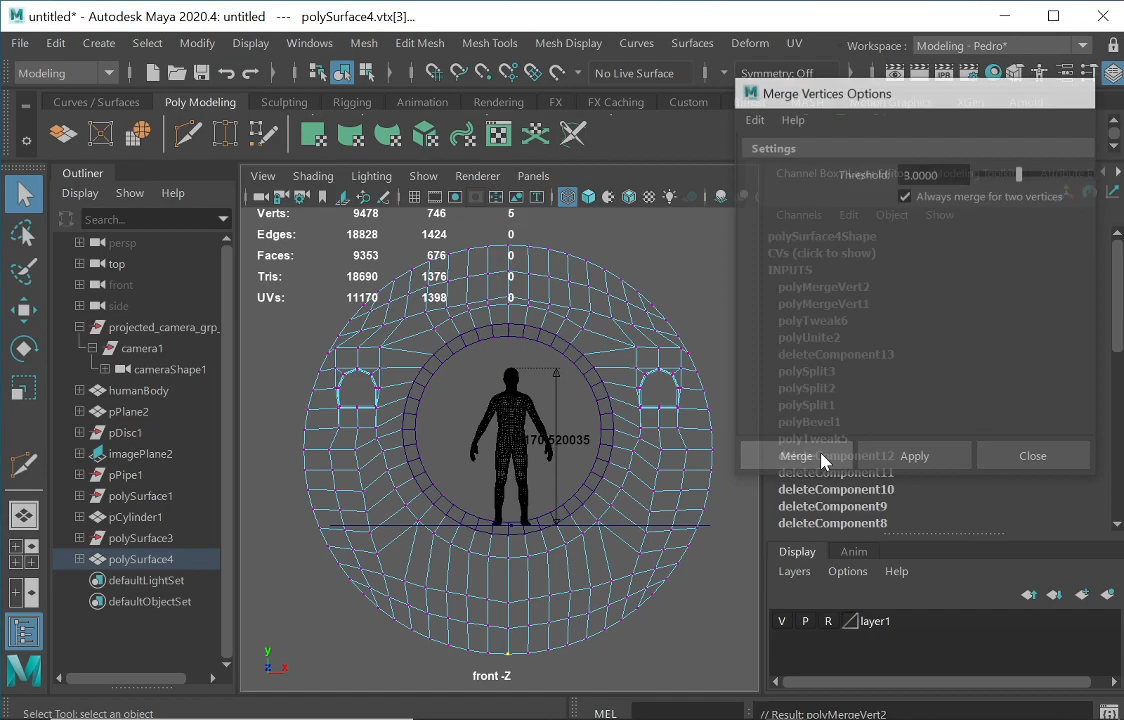 untitled* - Autodesk Maya 2020.4: untitled --- polySurface4.vtx[3]...
File Edit Create Select Modify Display Windows Mesh Edit Mesh Mesh Tools Mesh Display Curves Surfaces Deform UV Workspace : Modeling - Pedro*
Modeling No Live Surface Symmetry: Off
Curves / Surfaces Poly Modeling Sculpting Rigging Animation Rendering FX FX Caching Custom
Merge Vertices Options
Edit Help
Settings
Threshold: 3.0000
Always merge for two vertices
Merge Apply Close
Outliner
Display Show Help
Search...
persp
top
front
side
projected_camera_grp_
camera1
cameraShape1
humanBody
pPlane2
pDisc1
imagePlane2
pPipe1
polySurface1
pCylinder1
polySurface3
polySurface4
defaultLightSet
defaultObjectSet
View Shading Lighting Show Renderer Panels
Verts: 9478 746 5
Edges: 18828 1424 0
Faces: 9353 676 0
Tris: 18690 1376 0
UVs: 11170 1398 0
170.520035
y
z x
front -Z
Channels Edit Object Show
polySurface4Shape
CVs (click to show)
INPUTS
polyMergeVert2
polyMergeVert1
polyTweak6
polyUnite2
deleteComponent13
polySplit3
polySplit2
polySplit1
polyBevel1
polyTweak5
deleteComponent12
deleteComponent11
deleteComponent10
deleteComponent9
deleteComponent8
Display Anim
Layers Options Help
V P R layer1
Select Tool: select an object MEL // Result: polyMergeVert2